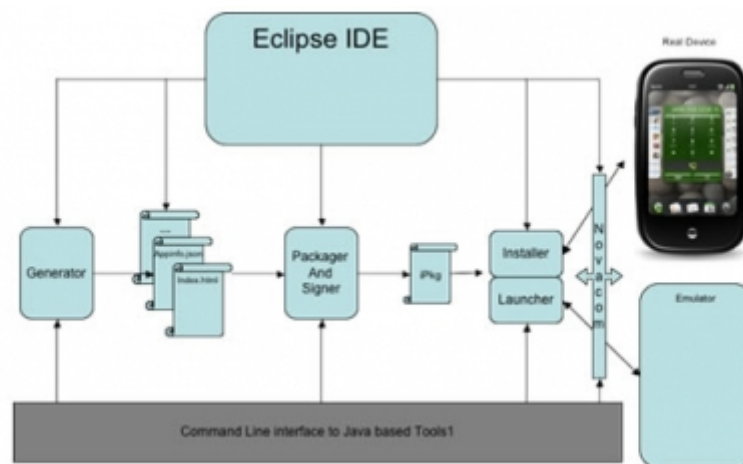 Eclipse IDE
Real Device
Generator
Appinfo.json
Index.html
Packager
And
Signer
iPkg
Installer
Launcher
Novacom
Emulator
Command Line interface to Java based Tools1